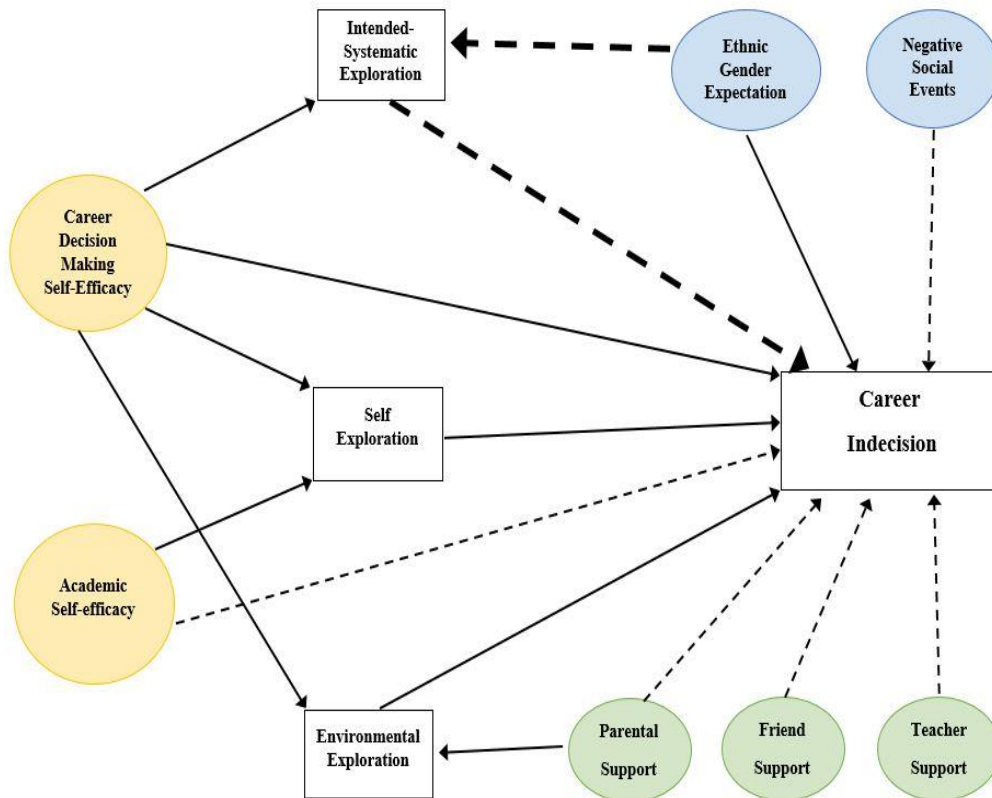 Intended-
Systematic
Exploration
Ethnic
Gender
Expectation
Negative
Social
Events
Career
Decision
Making
Self-Efficacy
Career
Indecision
Self
Exploration
Academic
Self-efficacy
Environmental
Exploration
Parental
Support
Friend
Support
Teacher
Support